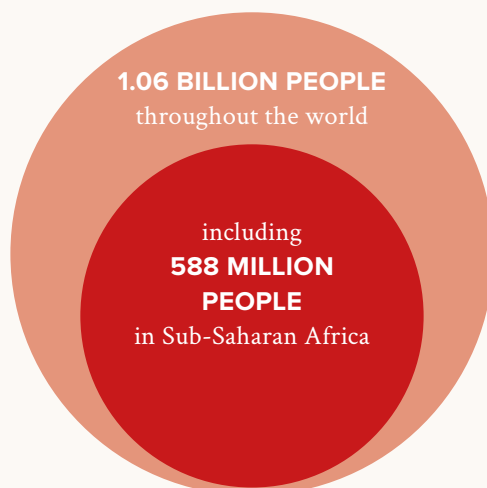 1.06 BILLION PEOPLE
throughout the world
including
588 MILLION
PEOPLE
in Sub-Saharan Africa